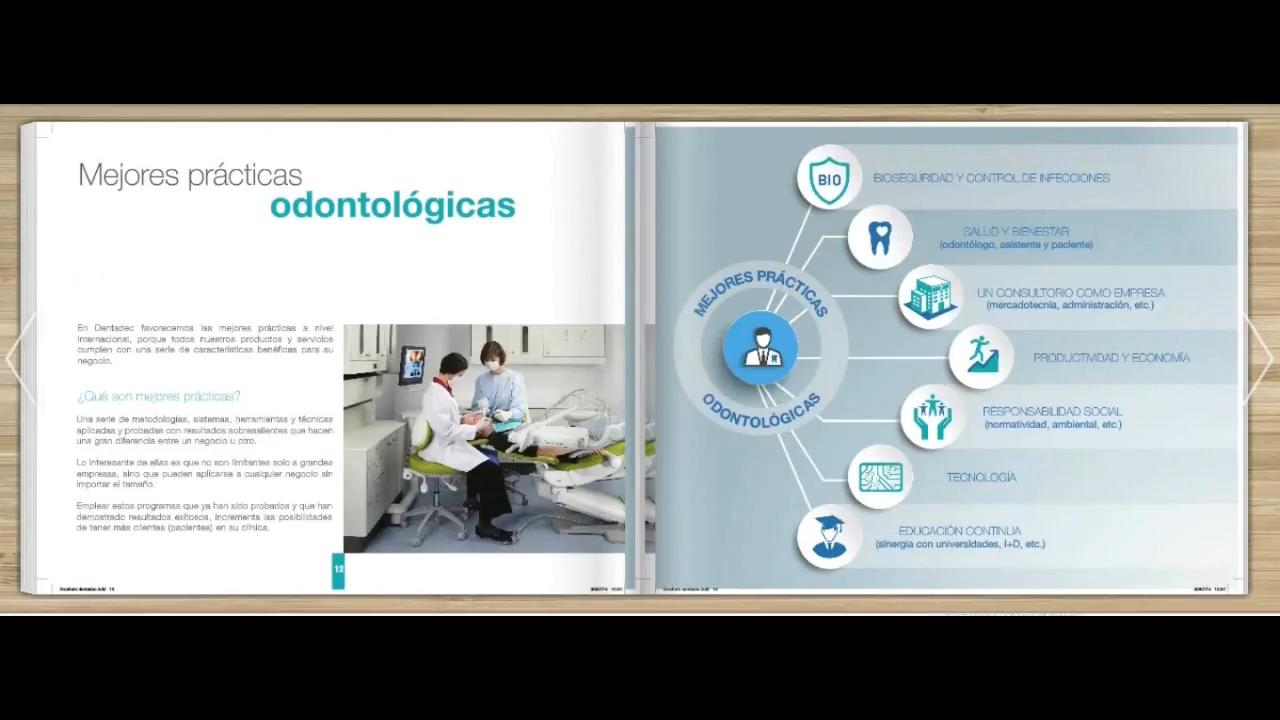 Mejores prácticas
odontológicas
En Dentadec favorecemos las mejores prácticas a nivel
internacional, porque todos nuestros productos y servicios
cumplen con una serie de características benéficas para su
negocio.
¿Qué son mejores prácticas?
Una serie de metodologías, sistemas, herramientas y técnicas
aplicadas y probadas con resultados sobresalientes que hacen
una gran diferencia entre un negocio u otro.
Lo interesante de ellas es que no son limitantes solo a grandes
empresas, sino que pueden aplicarse a cualquier negocio sin
importar el tamaño.
Emplear estos programas que ya han sido probados y que han
demostrado resultados exitosos, incrementa las posibilidades
de tener más clientes (pacientes) en su clínica.
12
MEJORES PRÁCTICAS
ODONTOLÓGICAS
BIO
BIOSEGURIDAD Y CONTROL DE INFECCIONES
SALUD Y BIENESTAR
(odontólogo, asistente y paciente)
UN CONSULTORIO COMO EMPRESA
(mercadotecnia, administración, etc.)
PRODUCTIVIDAD Y ECONOMÍA
RESPONSABILIDAD SOCIAL
(normatividad, ambiental, etc.)
TECNOLOGÍA
EDUCACIÓN CONTINUA
(sinergia con universidades, I+D, etc.)